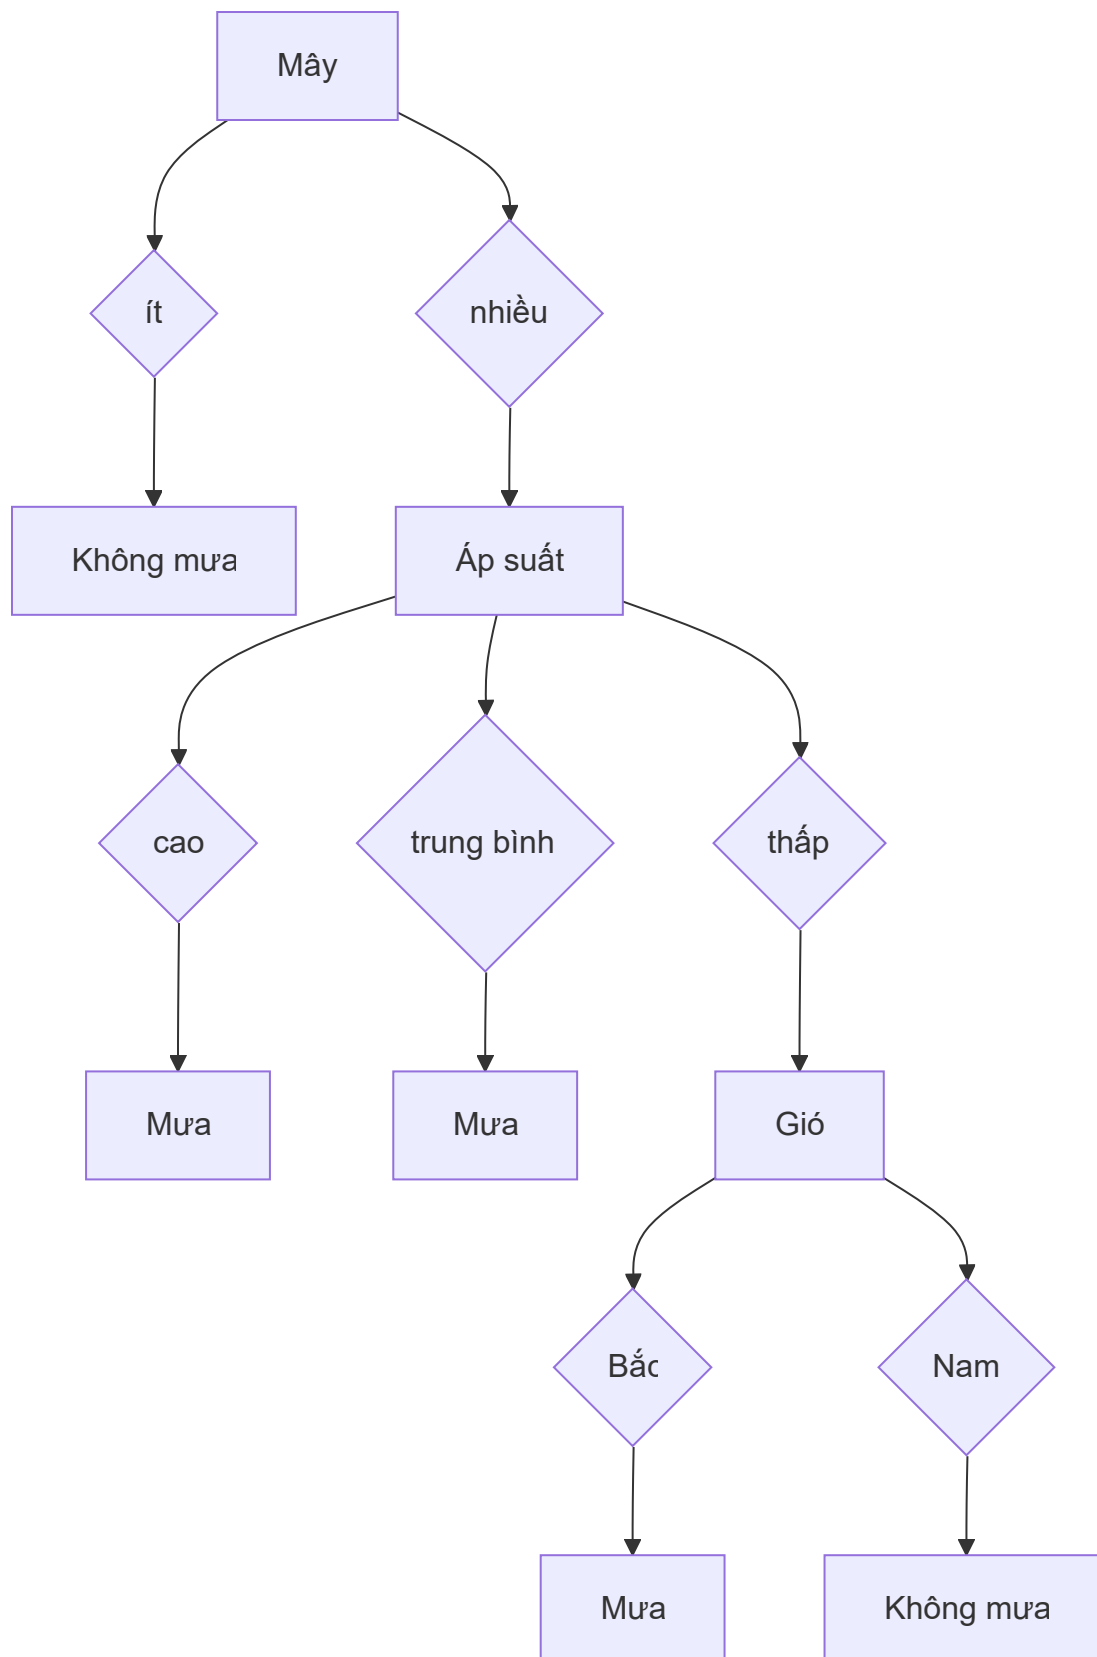 Mây
ít
nhiều
Không mưa
Áp suất
cao
trung bình
thấp
Mưa
Mưa
Gió
Bắc
Nam
Mưa
Không mưa